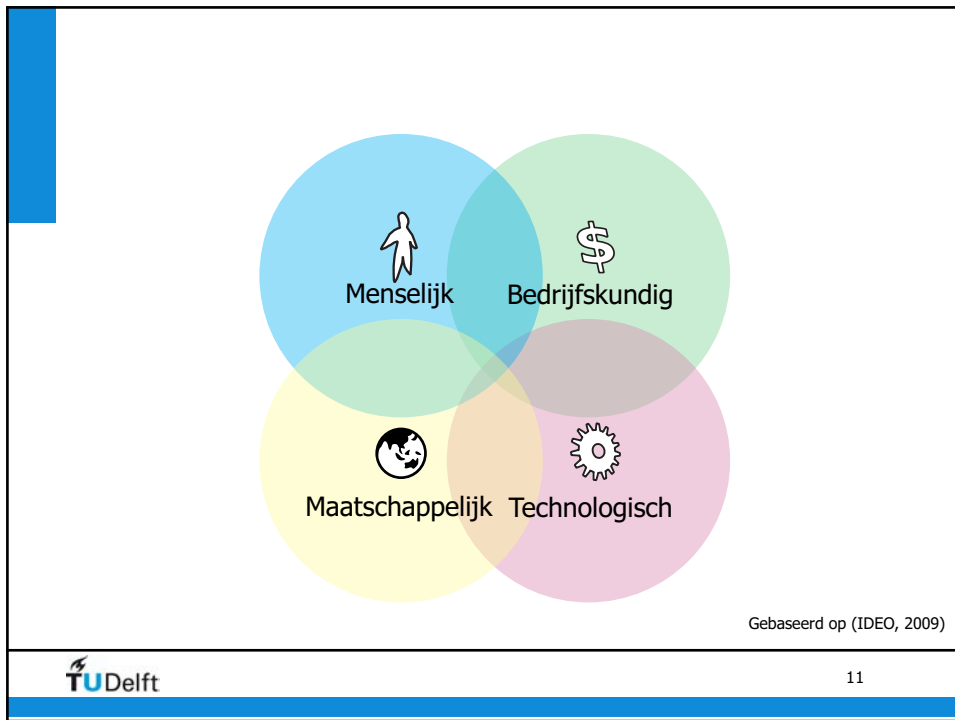 $
Menselijk Bedrijfskundig
Maatschappelijk Technologisch
Gebaseerd op (IDEO, 2009)
TUDelft 11